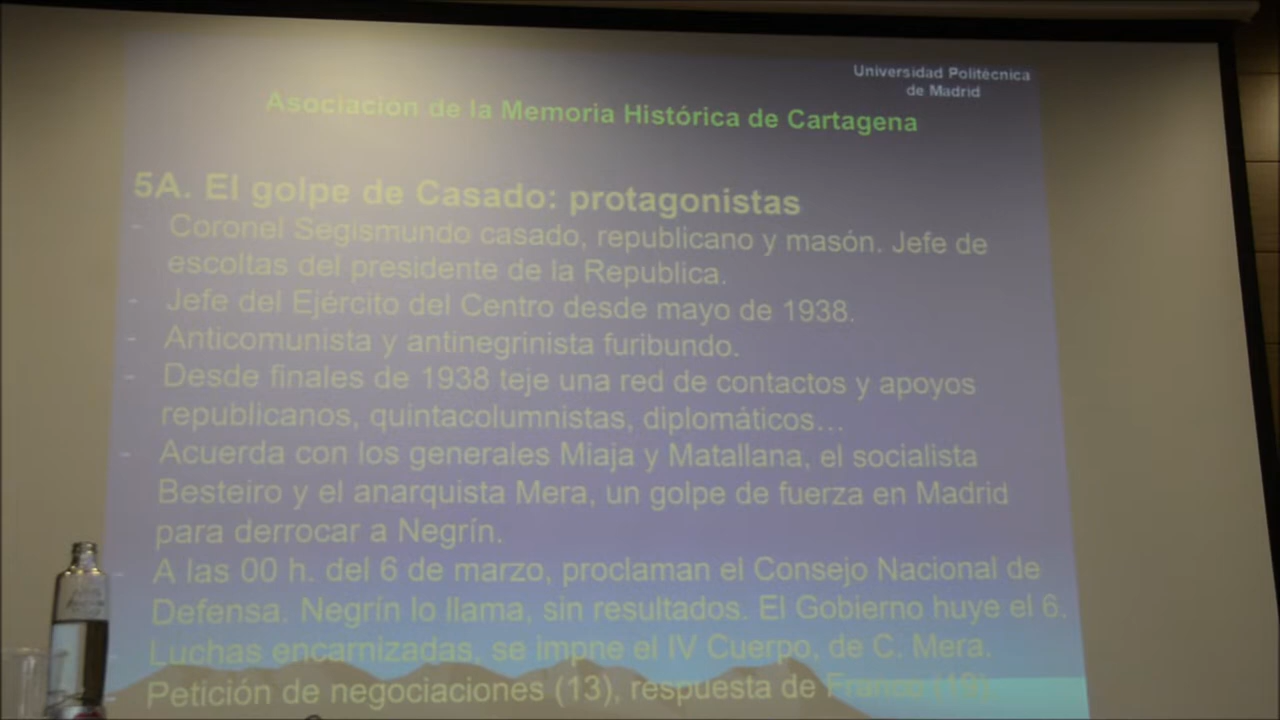 Universidad Politécnica
de Madrid
Asociacion de la Memoria Histórica de Cartagena
5A. El golpe de Casado: protagonistas
- Coronel Segismundo casado, republicano y masón. Jefe de
escoltas del presidente de la Republica.
- Jefe del Ejército del Centro desde mayo de 1938.
- Anticomunista y antinegrinista furibundo.
- Desde finales de 1938 teje una red de contactos y apoyos
republicanos, quintacolumnistas, diplomáticos...
- Acuerda con los generales Miaja y Matallana, el socialista
Besteiro y el anarquista Mera, un golpe de fuerza en Madrid
para derrocar a Negrín.
- A las 00 h. del 6 de marzo, proclaman el Consejo Nacional de
Defensa. Negrín lo llama, sin resultados. El Gobierno huye el 6.
- Luchas encarnizadas, se impne el IV Cuerpo, de C. Mera.
- Petición de negociaciones (13), respuesta de Franco